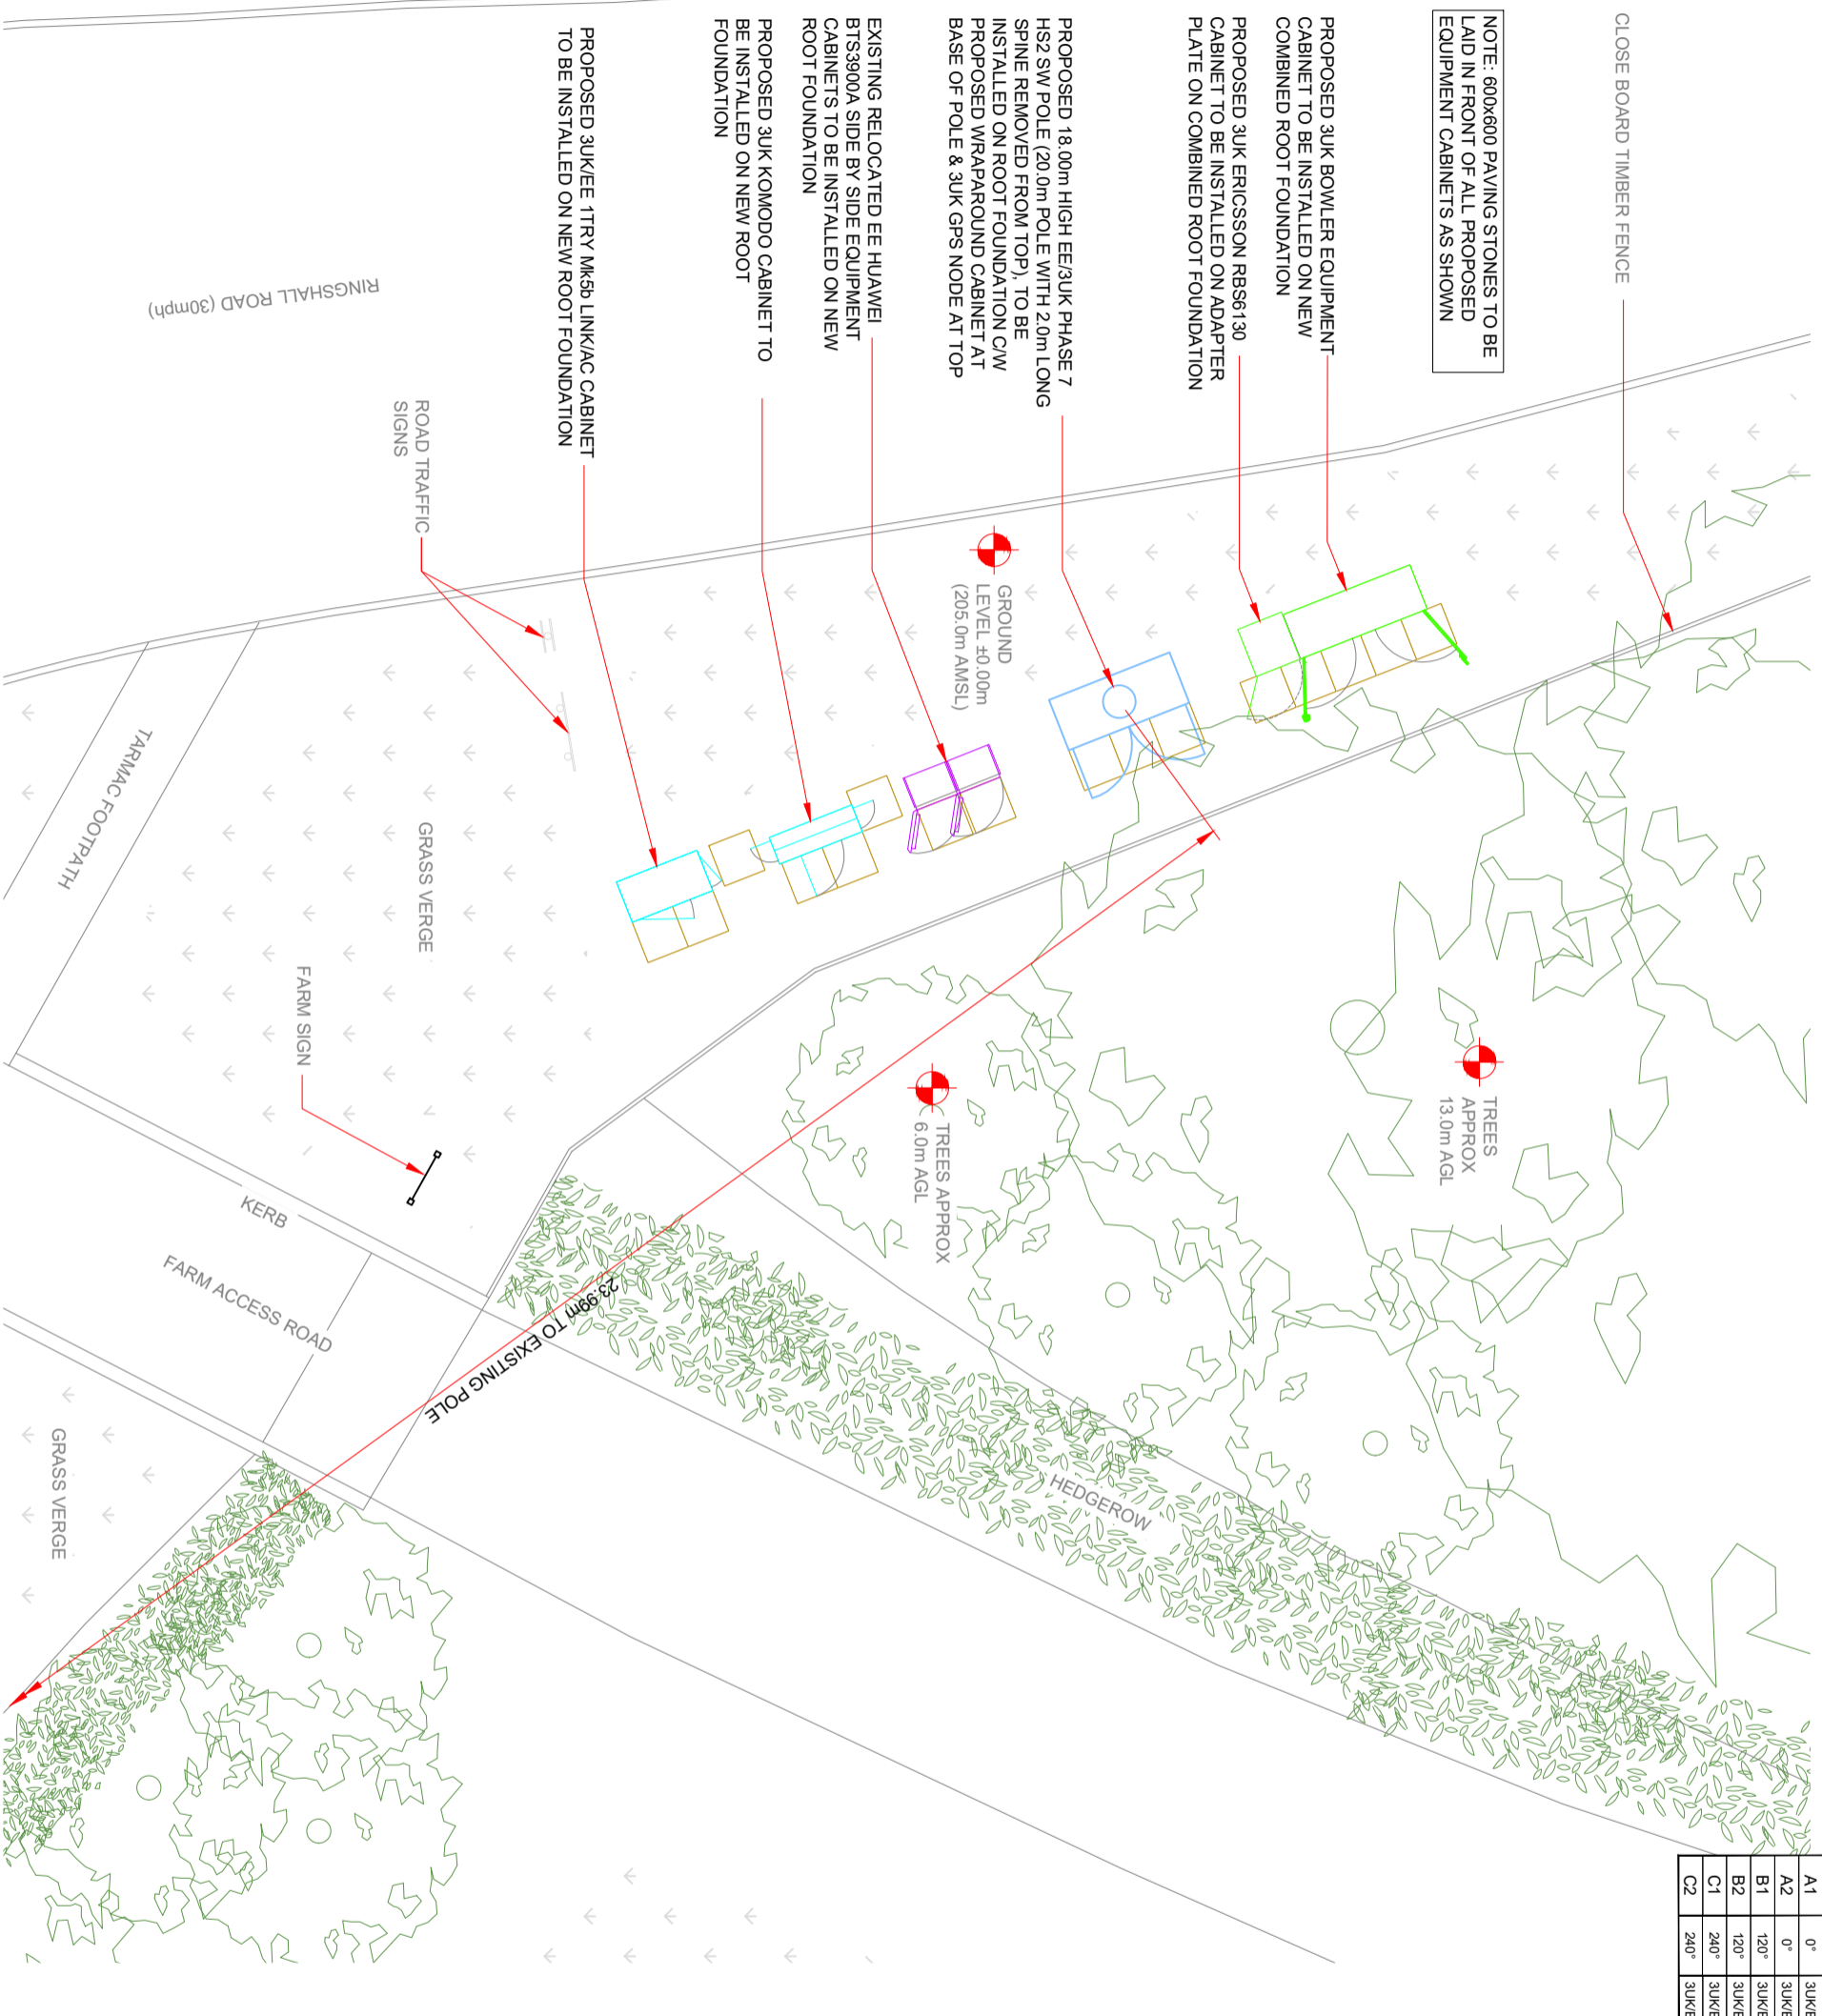 CLOSE BOARD TIMBER FENCE
NOTE: 600x600 PAVING STONES TO BE
LAID IN FRONT OF ALL PROPOSED
EQUIPMENT CABINETS AS SHOWN
PROPOSED 3UK BOWLER EQUIPMENT
CABINET TO BE INSTALLED ON NEW
COMBINED ROOT FOUNDATION
PROPOSED 3UK ERICSSON RBS6130
CABINET TO BE INSTALLED ON ADAPTER
PLATE ON COMBINED ROOT FOUNDATION
PROPOSED 18.00m HIGH EE/3UK PHASE 7
HS2 SW POLE (20.0m POLE WITH 2.0m LONG
SPINE REMOVED FROM TOP), TO BE
INSTALLED ON ROOT FOUNDATION C/W
PROPOSED WRAPAROUND CABINET AT
BASE OF POLE & 3UK GPS NODE AT TOP
EXISTING RELOCATED EE HUAWEI
BTS3900A SIDE BY SIDE EQUIPMENT
CABINETS TO BE INSTALLED ON NEW
ROOT FOUNDATION
PROPOSED 3UK KOMODO CABINET TO
BE INSTALLED ON NEW ROOT
FOUNDATION
PROPOSED 3UK/EE 1TRY Mk5b LINK/AC CABINET
TO BE INSTALLED ON NEW ROOT FOUNDATION
ROAD TRAFFIC
SIGNS
RINGSHALL ROAD (30mph)
GROUND
LEVEL ±0.00m
(205.0m AMSL)
TARMAC FOOTPATH
GRASS VERGE
FARM SIGN
TREES
APPROX
13.0m AGL
TREES APPROX
6.0m AGL
KERB
FARM ACCESS ROAD
23.99m TO EXISTING POLE
HEDGEROW
GRASS VERGE
A1 0° 3UK/E
A2 0° 3UK/E
B1 120° 3UK/E
B2 120° 3UK/E
C1 240° 3UK/E
C2 240° 3UK/E